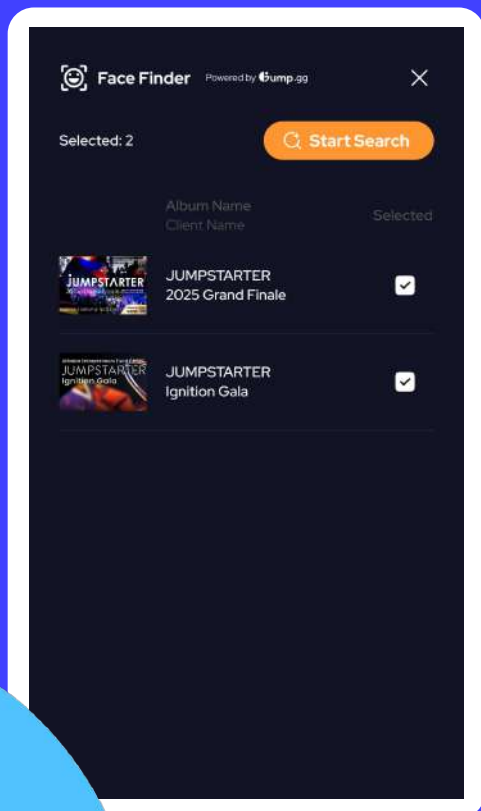 Face Finder Powered by Gump.gg
Selected: 2
Start Search
Album Name
Client Name
Selected
JUMPSTARTER
JUMPSTARTER
2025 Grand Finale
JUMPSTARTER
Ignition Gala
JUMPSTARTER
Ignition Gala